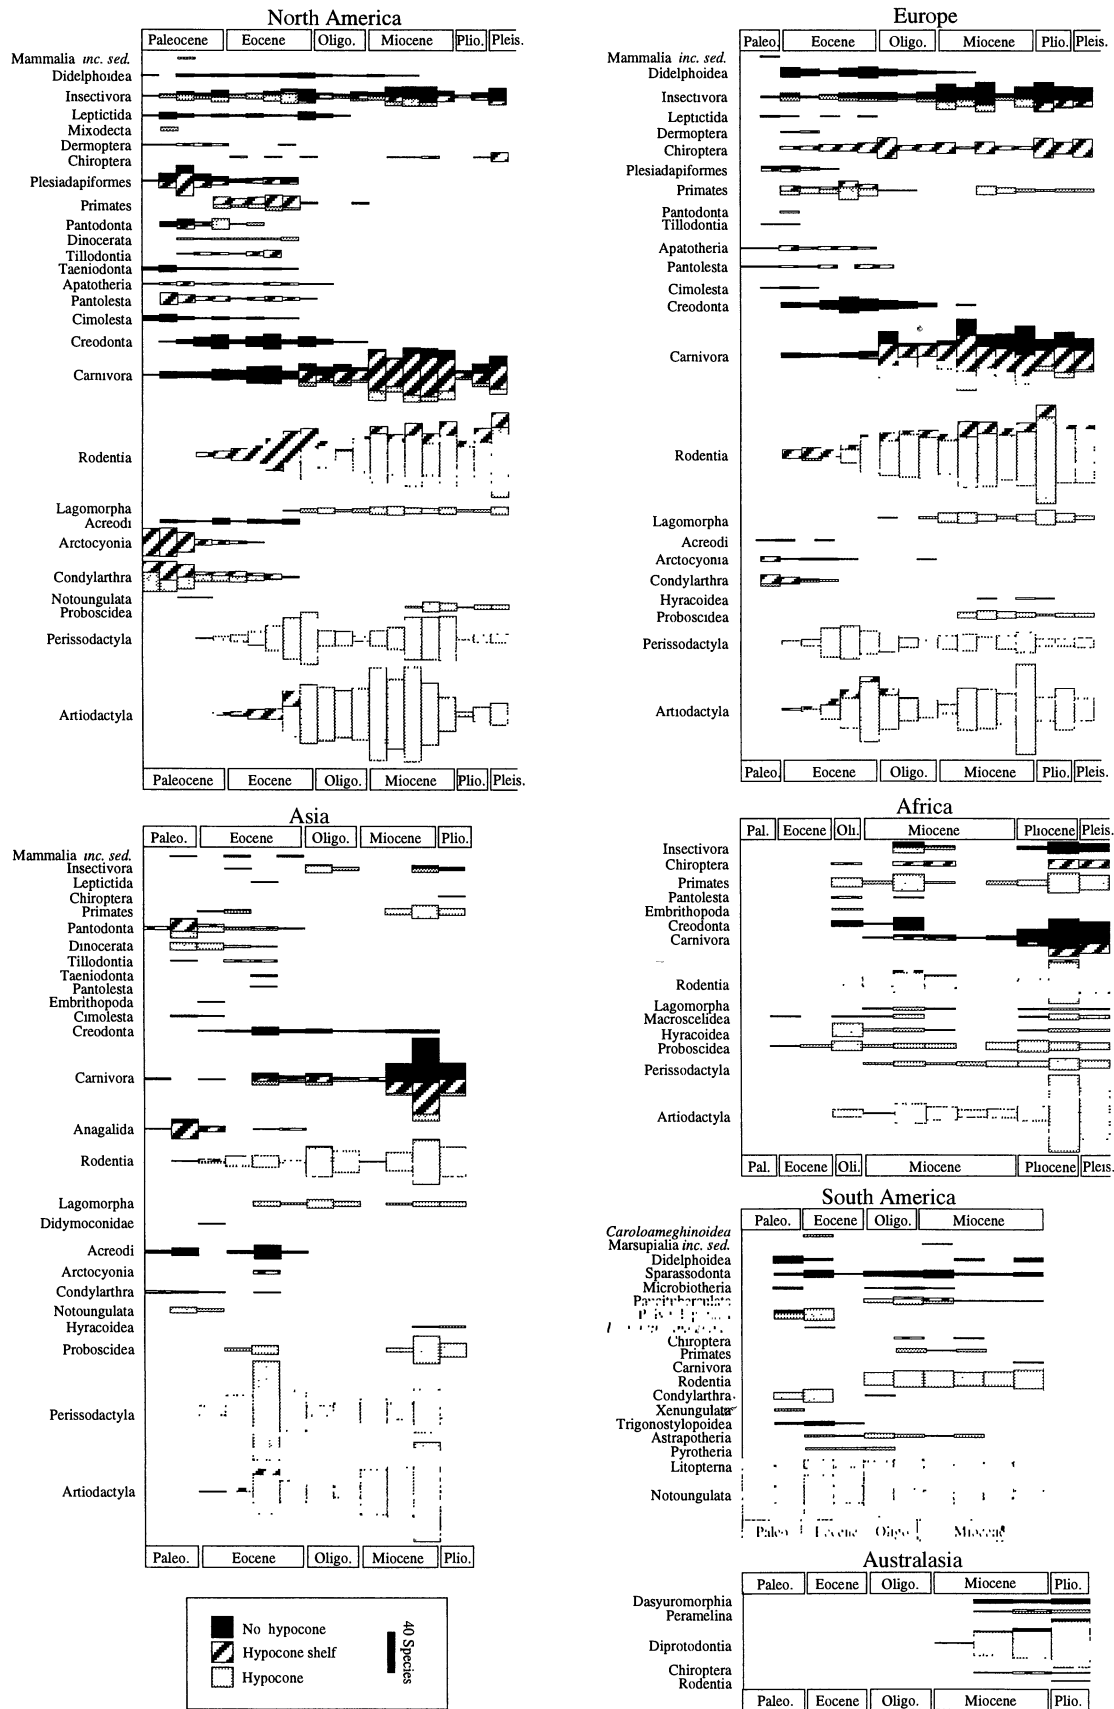 North America
Paleocene Eocene Oligo. Miocene Plio. Pleis.
Mammalia inc. sed.
Didelphoidea
Insectivora
Leptictida
Mixodecta
Dermoptera
Chiroptera
Plesiadapiformes
Primates
Pantodonta
Dinocerata
Tillodontia
Taeniodonta
Apatotheria
Pantolesta
Cimolesta
Creodonta
Carnivora
Rodentia
Lagomorpha
Acreodi
Arctocyonia
Condylarthra
Notoungulata
Proboscidea
Perissodactyla
Artiodactyla
Paleocene Eocene Oligo. Miocene Plio. Pleis.
Europe
Paleo. Eocene Oligo. Miocene Plio. Pleis.
Mammalia inc. sed.
Didelphoidea
Insectivora
Leptictida
Dermoptera
Chiroptera
Plesiadapiformes
Primates
Pantodonta
Tillodontia
Apatotheria
Pantolesta
Cimolesta
Creodonta
Carnivora
Rodentia
Lagomorpha
Acreodi
Arctocyonia
Condylarthra
Hyracoidea
Proboscidea
Perissodactyla
Artiodactyla
Paleo. Eocene Oligo. Miocene Plio. Pleis.
Asia
Paleo. Eocene Oligo. Miocene Plio.
Mammalia inc. sed.
Insectivora
Leptictida
Chiroptera
Primates
Pantodonta
Dinocerata
Tillodontia
Taeniodonta
Pantolesta
Embrithopoda
Cimolesta
Creodonta
Carnivora
Anagalida
Rodentia
Lagomorpha
Didymoconidae
Acreodi
Arctocyonia
Condylarthra
Notoungulata
Hyracoidea
Proboscidea
Perissodactyla
Artiodactyla
Paleo. Eocene Oligo. Miocene Plio.
No hypocone
Hypocone shelf
Hypocone
40 Species
Africa
Pal. Eocene Oli. Miocene Pliocene Pleis.
Insectivora
Chiroptera
Primates
Pantolesta
Embrithopoda
Creodonta
Carnivora
Rodentia
Lagomorpha
Macroscelidea
Hyracoidea
Proboscidea
Perissodactyla
Artiodactyla
Pal. Eocene Oli. Miocene Pliocene Pleis.
South America
Paleo. Eocene Oligo. Miocene
Caroloameghinoidea
Marsupialia inc. sed.
Didelphoidea
Sparassodonta
Microbiotheria
Chiroptera
Primates
Carnivora
Rodentia
Condylarthra
Xenungulata
Trigonostylopoidea
Astrapotheria
Pyrotheria
Litopterna
Notoungulata
Paleo Eocene Oligo Miocene
Australasia
Paleo. Eocene Oligo. Miocene Plio.
Dasyuromorphia
Peramelina
Diprotodontia
Chiroptera
Rodentia
Paleo. Eocene Oligo. Miocene Plio.